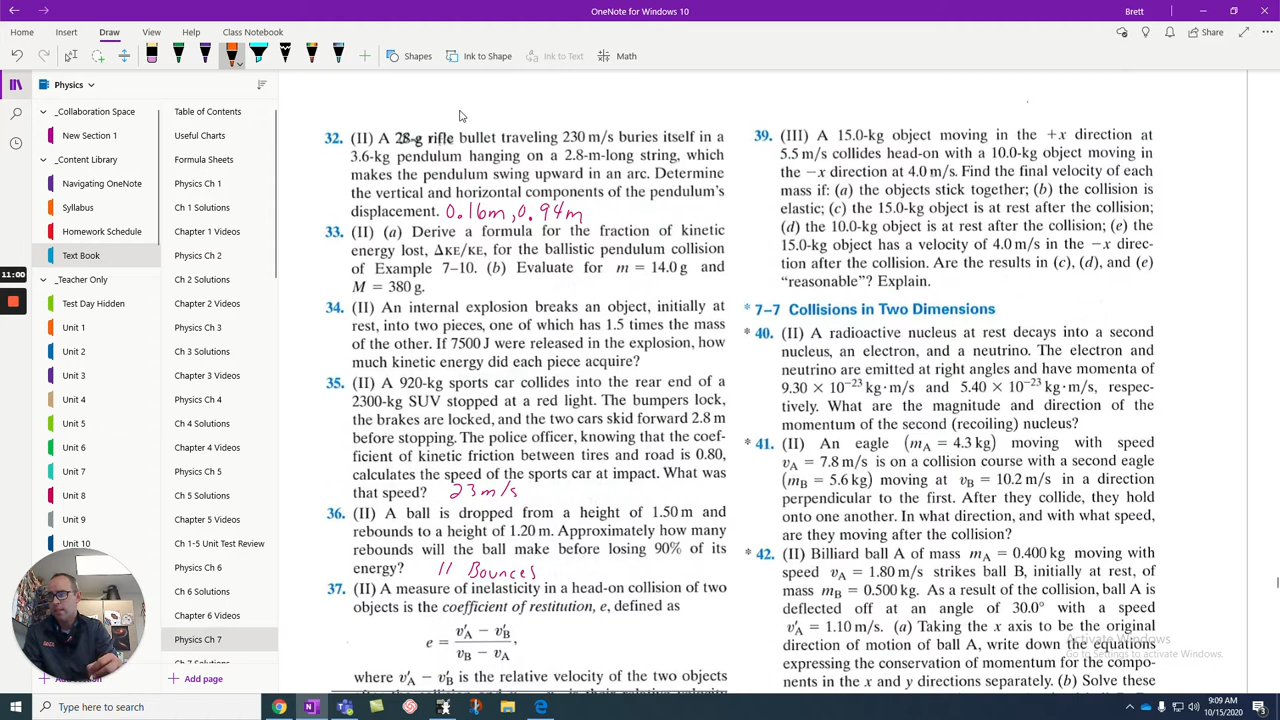 OneNote for Windows 10
Brett
Home
Insert
Draw
View
Help
Class Notebook
Share
Shapes
Ink to Shape
Ink to Text
Math
Physics
_Collaboration Space
New Section 1
_Content Library
Navigating OneNote
Syllabus
Homework Schedule
Text Book
_Teacher Only
Test Day Hidden
Unit 1
Unit 2
Unit 3
Unit 4
Unit 5
Unit 6
Unit 7
Unit 8
Unit 9
Unit 10
11:00
Table of Contents
Useful Charts
Formula Sheets
Physics Ch 1
Ch 1 Solutions
Chapter 1 Videos
Physics Ch 2
Ch 2 Solutions
Chapter 2 Videos
Physics Ch 3
Ch 3 Solutions
Chapter 3 Videos
Physics Ch 4
Ch 4 Solutions
Chapter 4 Videos
Physics Ch 5
Ch 5 Solutions
Chapter 5 Videos
Ch 1-5 Unit Test Review
Physics Ch 6
Ch 6 Solutions
Chapter 6 Videos
Physics Ch 7
Add page
32. (II) A 28-g rifle bullet traveling 230 m/s buries itself in a
3.6-kg pendulum hanging on a 2.8-m-long string, which
makes the pendulum swing upward in an arc. Determine
the vertical and horizontal components of the pendulum's
displacement. 0.16m, 0.94m
33. (II) (a) Derive a formula for the fraction of kinetic
energy lost, ΔKE/KE, for the ballistic pendulum collision
of Example 7–10. (b) Evaluate for m = 14.0 g and
M = 380 g.
34. (II) An internal explosion breaks an object, initially at
rest, into two pieces, one of which has 1.5 times the mass
of the other. If 7500 J were released in the explosion, how
much kinetic energy did each piece acquire?
35. (II) A 920-kg sports car collides into the rear end of a
2300-kg SUV stopped at a red light. The bumpers lock,
the brakes are locked, and the two cars skid forward 2.8 m
before stopping. The police officer, knowing that the coef-
ficient of kinetic friction between tires and road is 0.80,
calculates the speed of the sports car at impact. What was
that speed? 23 m/s
36. (II) A ball is dropped from a height of 1.50 m and
rebounds to a height of 1.20 m. Approximately how many
rebounds will the ball make before losing 90% of its
energy? 11 Bounces
37. (II) A measure of inelasticity in a head-on collision of two
objects is the coefficient of restitution, e, defined as
e = (v′A − v′B) / (vB − vA),
where v′A − v′B is the relative velocity of the two objects
39. (III) A 15.0-kg object moving in the +x direction at
5.5 m/s collides head-on with a 10.0-kg object moving in
the −x direction at 4.0 m/s. Find the final velocity of each
mass if: (a) the objects stick together; (b) the collision is
elastic; (c) the 15.0-kg object is at rest after the collision;
(d) the 10.0-kg object is at rest after the collision; (e) the
15.0-kg object has a velocity of 4.0 m/s in the −x direc-
tion after the collision. Are the results in (c), (d), and (e)
“reasonable”? Explain.
* 7–7 Collisions in Two Dimensions
* 40. (II) A radioactive nucleus at rest decays into a second
nucleus, an electron, and a neutrino. The electron and
neutrino are emitted at right angles and have momenta of
9.30 × 10⁻²³ kg·m/s and 5.40 × 10⁻²³ kg·m/s, respec-
tively. What are the magnitude and direction of the
momentum of the second (recoiling) nucleus?
* 41. (II) An eagle (mA = 4.3 kg) moving with speed
vA = 7.8 m/s is on a collision course with a second eagle
(mB = 5.6 kg) moving at vB = 10.2 m/s in a direction
perpendicular to the first. After they collide, they hold
onto one another. In what direction, and with what speed,
are they moving after the collision?
* 42. (II) Billiard ball A of mass mA = 0.400 kg moving with
speed vA = 1.80 m/s strikes ball B, initially at rest, of
mass mB = 0.500 kg. As a result of the collision, ball A is
deflected off at an angle of 30.0° with a speed
v′A = 1.10 m/s. (a) Taking the x axis to be the original
direction of motion of ball A, write down the equations
expressing the conservation of momentum for the compo-
nents in the x and y directions separately. (b) Solve these
Activate Windows
Go to Settings to activate Windows.
Type here to search
9:09 AM
10/15/2020